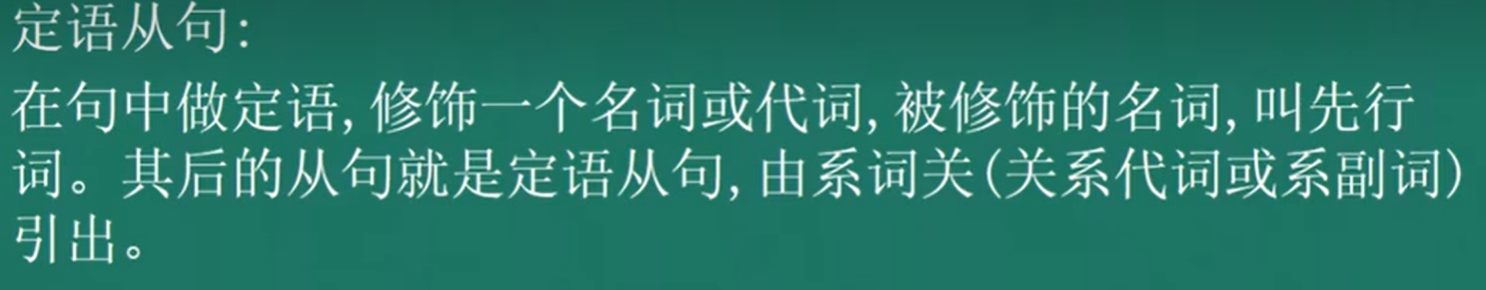 定语从句:
在句中做定语,修饰一个名词或代词,被修饰的名词,叫先行
词。其后的从句就是定语从句,由系词关(关系代词或系副词)
引出。